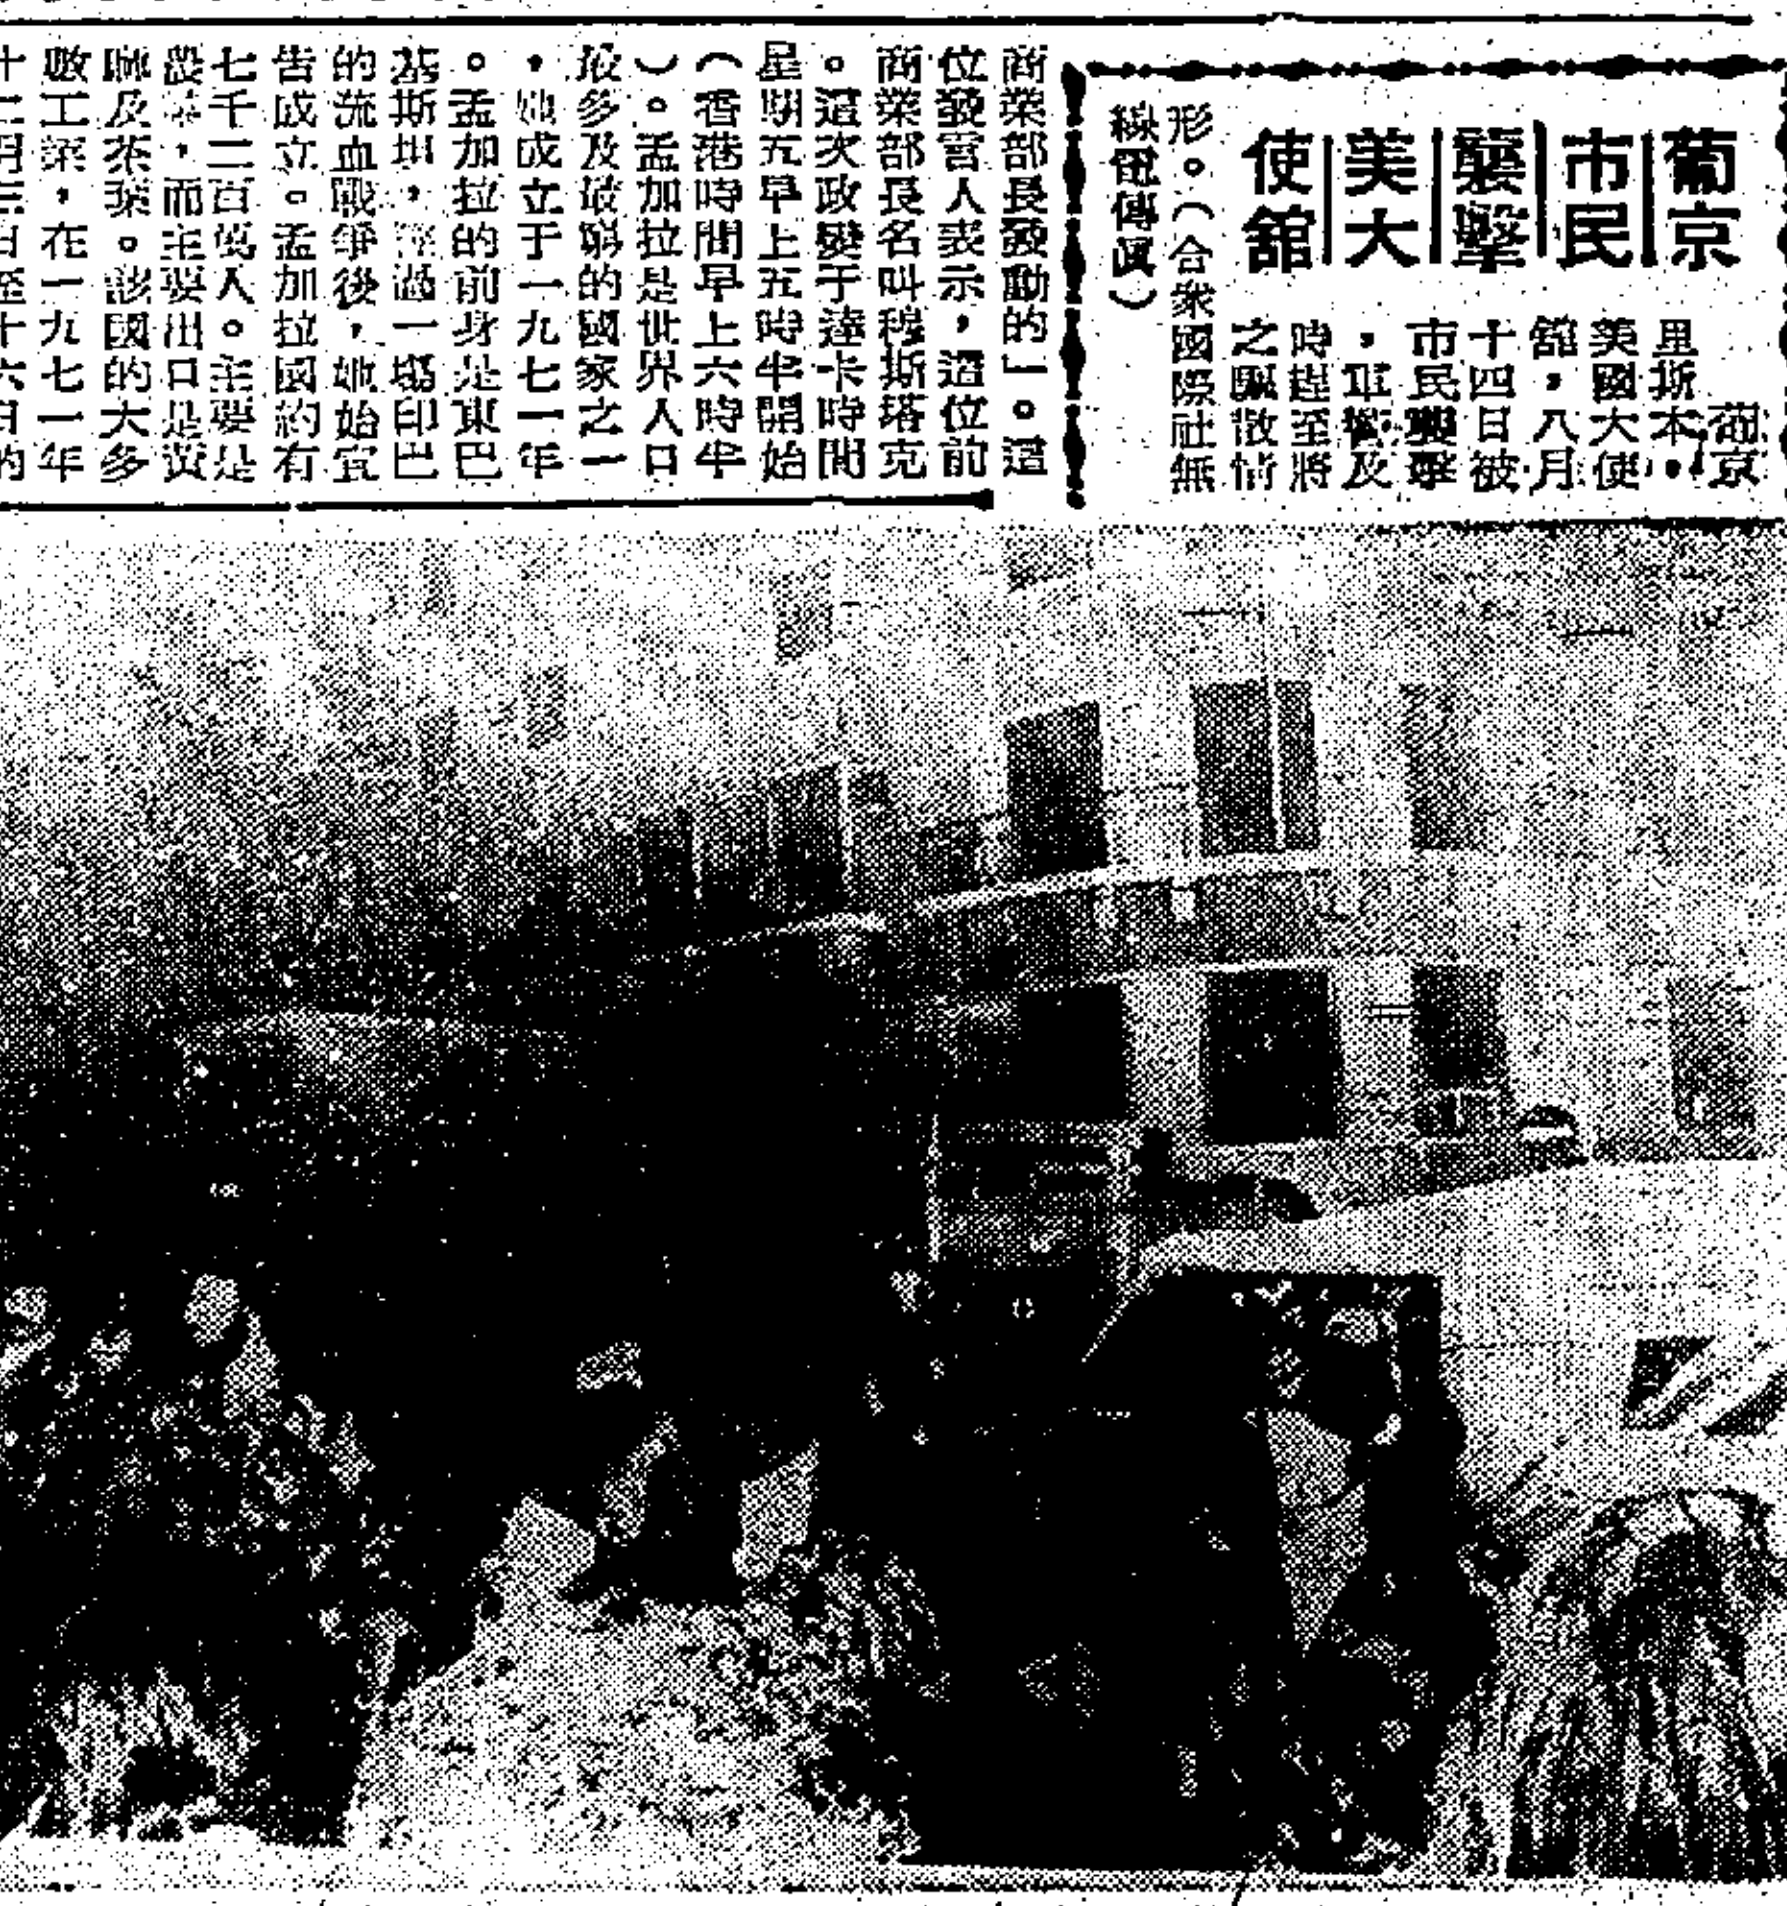 葡京
市民
襲擊
美大
使館
葡京
里斯本,
美國大使
館,八月
十四日被
市民襲擊
,軍警及
時趕至將
之驅散情
形。(合衆國際社無
線電傳眞)
商業部長發動的」。這
位發言人表示,這位前
商業部長名叫穆斯塔克
。這次政變于達卡時間
星期五早上五時半開始
(香港時間早上六時半
)。孟加拉是世界人口
最多及最窮的國家之一
,她成立于一九七一年
。孟加拉的前身是東巴
基斯坦,經過一場印巴
的流血戰爭後,她始宣
告成立。孟加拉國約有
七千二百萬人。主要是
農業,而主要出口是黃
麻及茶葉。該國的大多
數工業,在一九七一年
十二月三日至十六日的